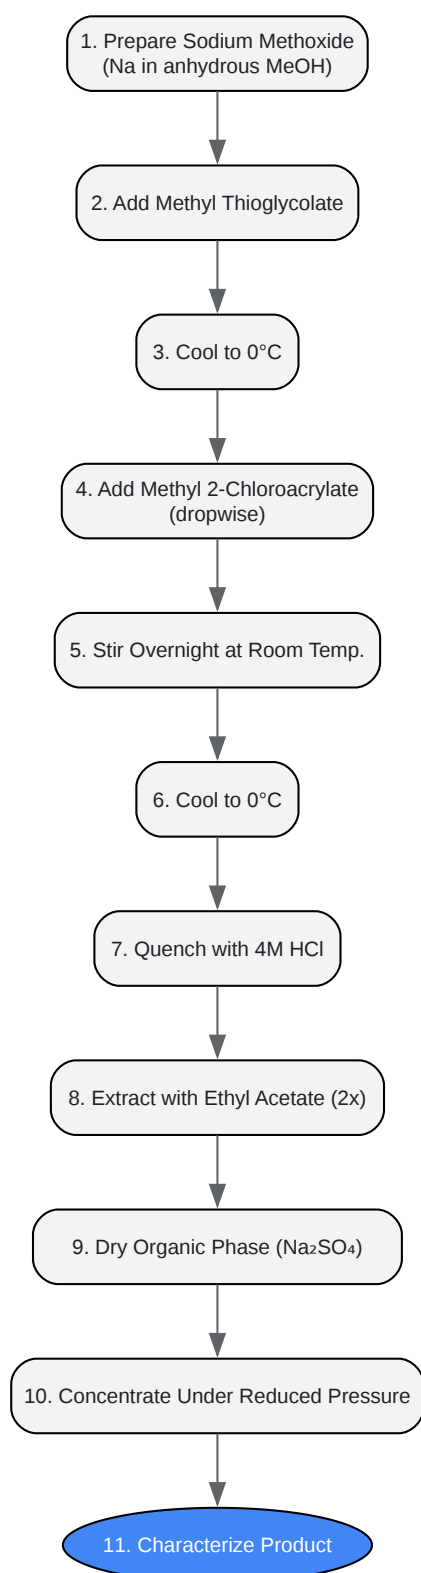 1. Prepare Sodium Methoxide
(Na in anhydrous MeOH)
2. Add Methyl Thioglycolate
3. Cool to 0°C
4. Add Methyl 2-Chloroacrylate
(dropwise)
5. Stir Overnight at Room Temp.
6. Cool to 0°C
7. Quench with 4M HCl
8. Extract with Ethyl Acetate (2x)
9. Dry Organic Phase (Na₂SO₄)
10. Concentrate Under Reduced Pressure
11. Characterize Product